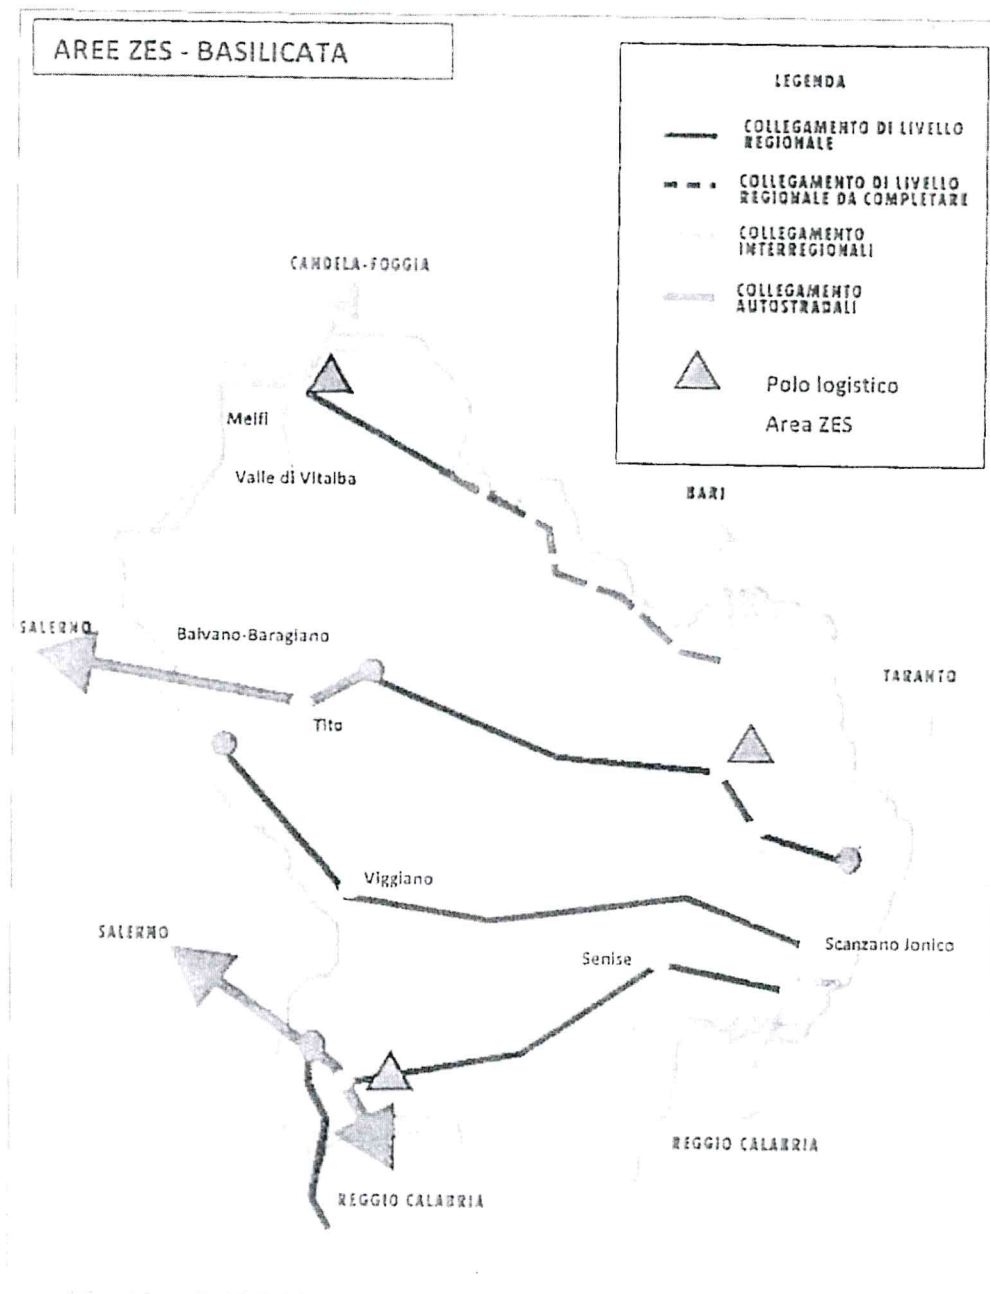 AREE ZES - BASILICATA
LEGENDA
COLLEGAMENTO DI LIVELLO
REGIONALE
COLLEGAMENTO DI LIVELLO
REGIONALE DA COMPLETARE
COLLEGAMENTO
INTERREGIONALI
COLLEGAMENTO
AUTOSTRADALI
Polo logistico
Area ZES
CANDELA-FOGGIA
Melfi
Valle di Vitalba
BARI
SALERNO
Balvano-Baragiano
TARANTO
Tito
Viggiano
SALERNO
Scanzano Jonico
Senise
REGGIO CALABRIA
REGGIO CALABRIA